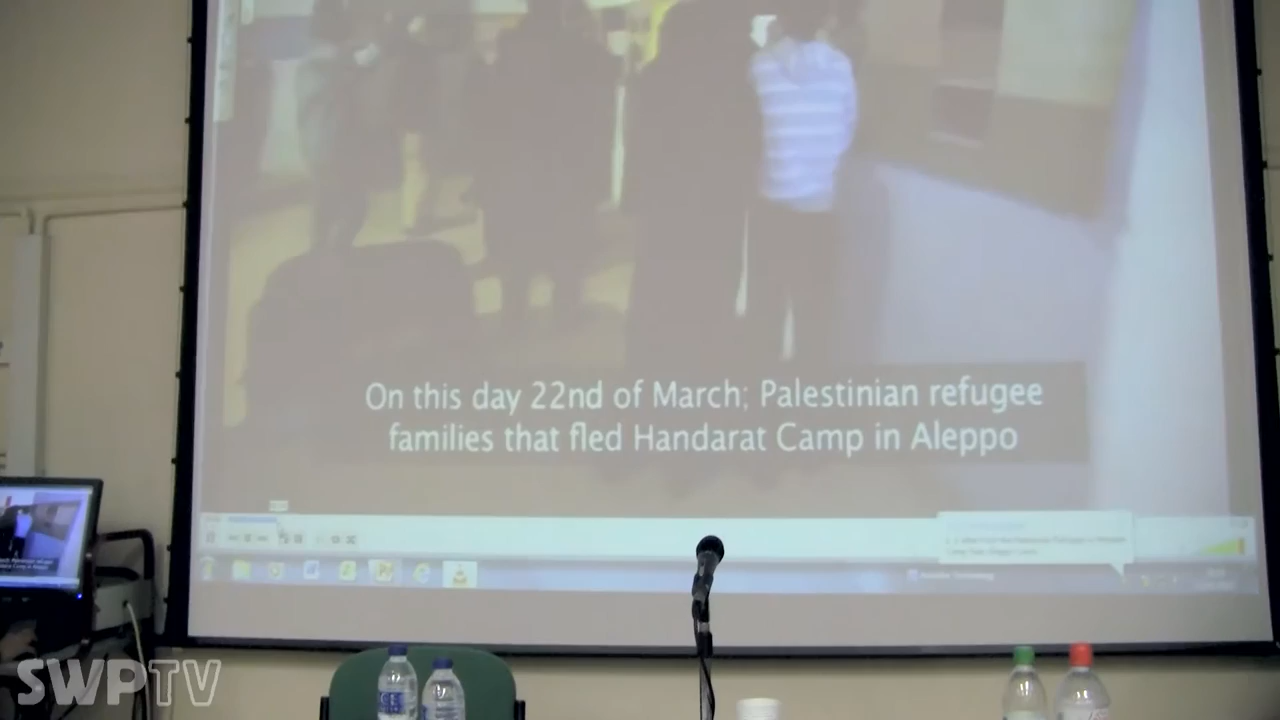 On this day 22nd of March; Palestinian refugee
families that fled Handarat Camp in Aleppo
SWPTV